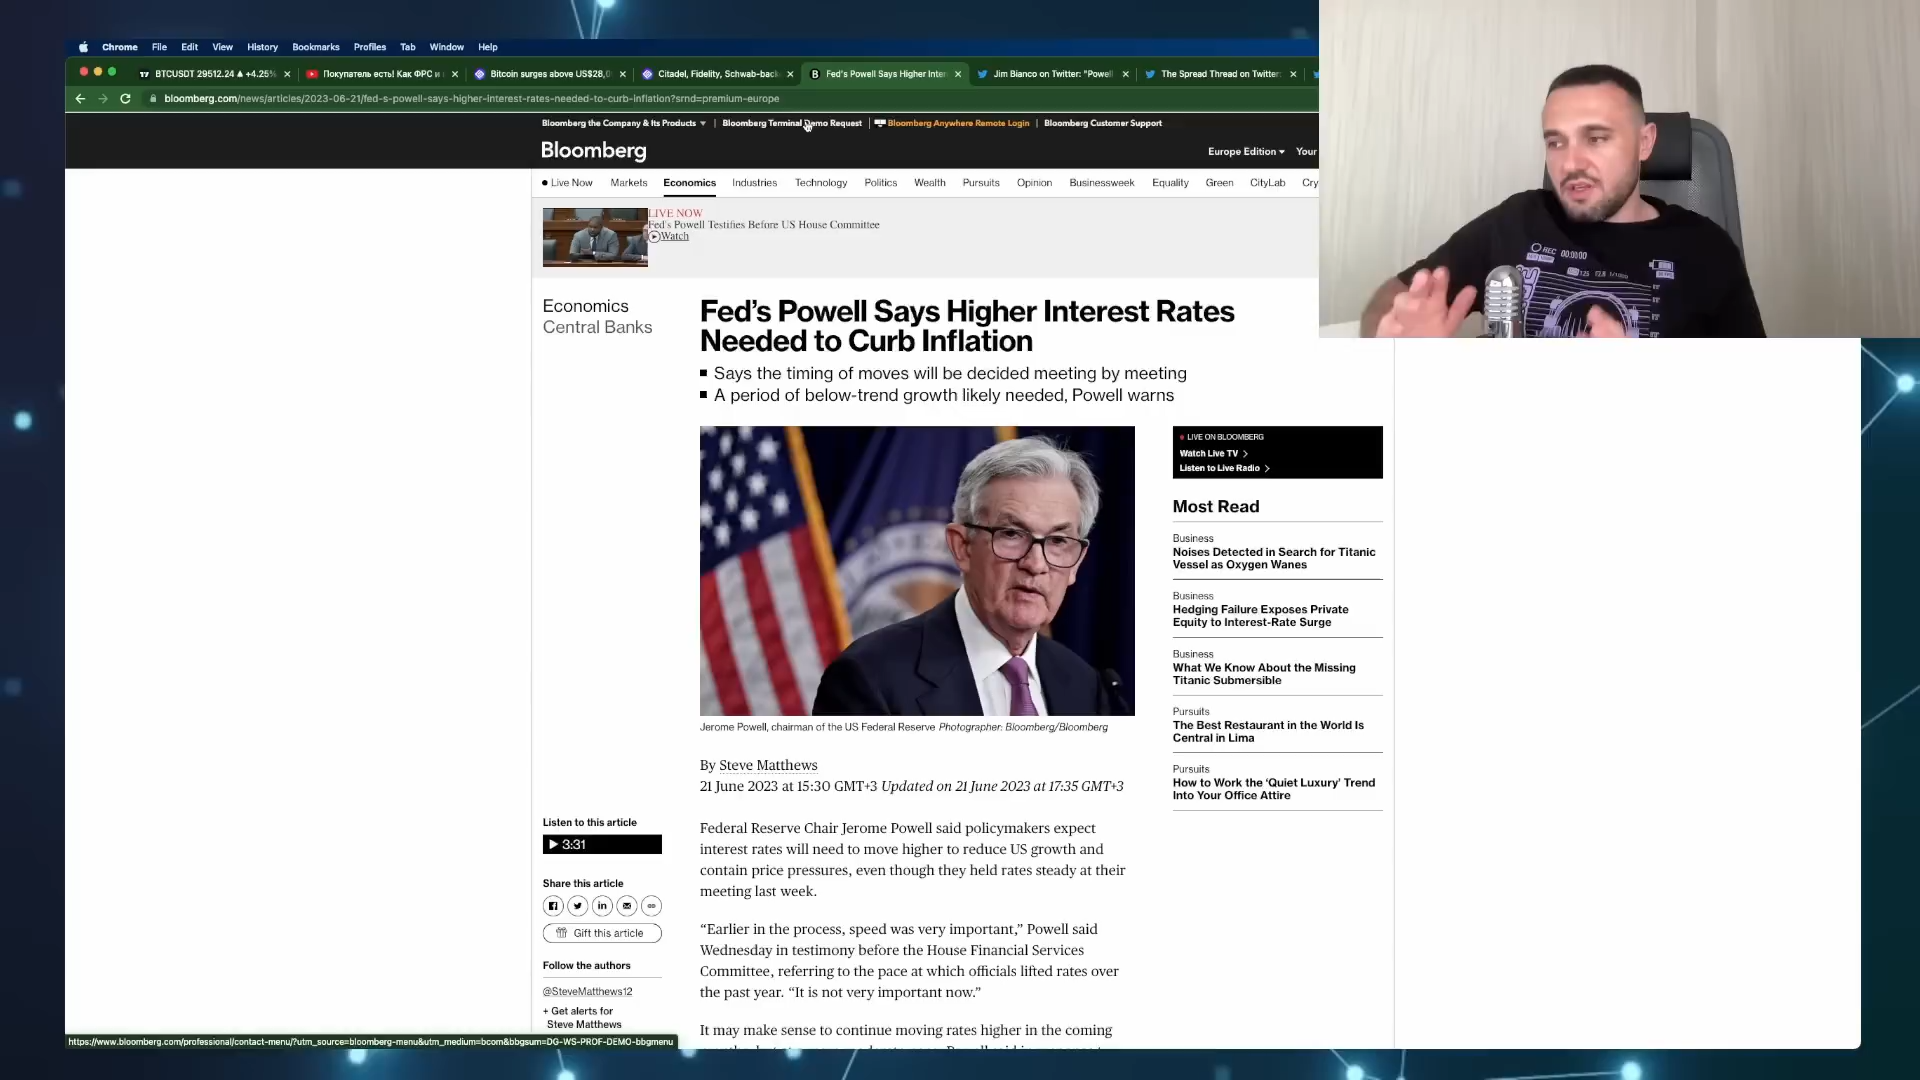 Chrome File Edit View History Bookmarks Profiles Tab Window Help
BTCUSDT 29512.24 ▲ +4.25%
Покупатель есть! Как ФРС и
Bitcoin surges above US$28,0
Citadel, Fidelity, Schwab-back
Fed's Powell Says Higher Inter
Jim Bianco on Twitter: "Powell
The Spread Thread on Twitter:
bloomberg.com/news/articles/2023-06-21/fed-s-powell-says-higher-interest-rates-needed-to-curb-inflation?srnd=premium-europe
Bloomberg the Company & Its Products ▼ | Bloomberg Terminal Demo Request | Bloomberg Anywhere Remote Login | Bloomberg Customer Support
Bloomberg
Europe Edition ▾ Your
Live Now Markets Economics Industries Technology Politics Wealth Pursuits Opinion Businessweek Equality Green CityLab Cry
LIVE NOW
Fed's Powell Testifies Before US House Committee
Watch
REC 00:00:00
Economics
Central Banks
Fed's Powell Says Higher Interest Rates
Needed to Curb Inflation
■ Says the timing of moves will be decided meeting by meeting
■ A period of below-trend growth likely needed, Powell warns
Jerome Powell, chairman of the US Federal Reserve Photographer: Bloomberg/Bloomberg
By Steve Matthews
21 June 2023 at 15:30 GMT+3 Updated on 21 June 2023 at 17:35 GMT+3
Federal Reserve Chair Jerome Powell said policymakers expect
interest rates will need to move higher to reduce US growth and
contain price pressures, even though they held rates steady at their
meeting last week.
“Earlier in the process, speed was very important,” Powell said
Wednesday in testimony before the House Financial Services
Committee, referring to the pace at which officials lifted rates over
the past year. “It is not very important now.”
It may make sense to continue moving rates higher in the coming
LIVE ON BLOOMBERG
Watch Live TV >
Listen to Live Radio >
Most Read
Business
Noises Detected in Search for Titanic
Vessel as Oxygen Wanes
Business
Hedging Failure Exposes Private
Equity to Interest-Rate Surge
Business
What We Know About the Missing
Titanic Submersible
Pursuits
The Best Restaurant in the World Is
Central in Lima
Pursuits
How to Work the ‘Quiet Luxury’ Trend
Into Your Office Attire
Listen to this article
3:31
Share this article
Gift this article
Follow the authors
@SteveMatthews12
+ Get alerts for
Steve Matthews
https://www.bloomberg.com/professional/contact-menu/?utm_source=bloomberg-menu&utm_medium=bcom&bbgsum=DG-WS-PROF-DEMO-bbgmenu